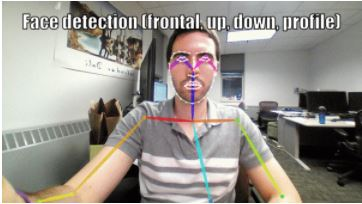 Face detection (frontal, up, down, profile)